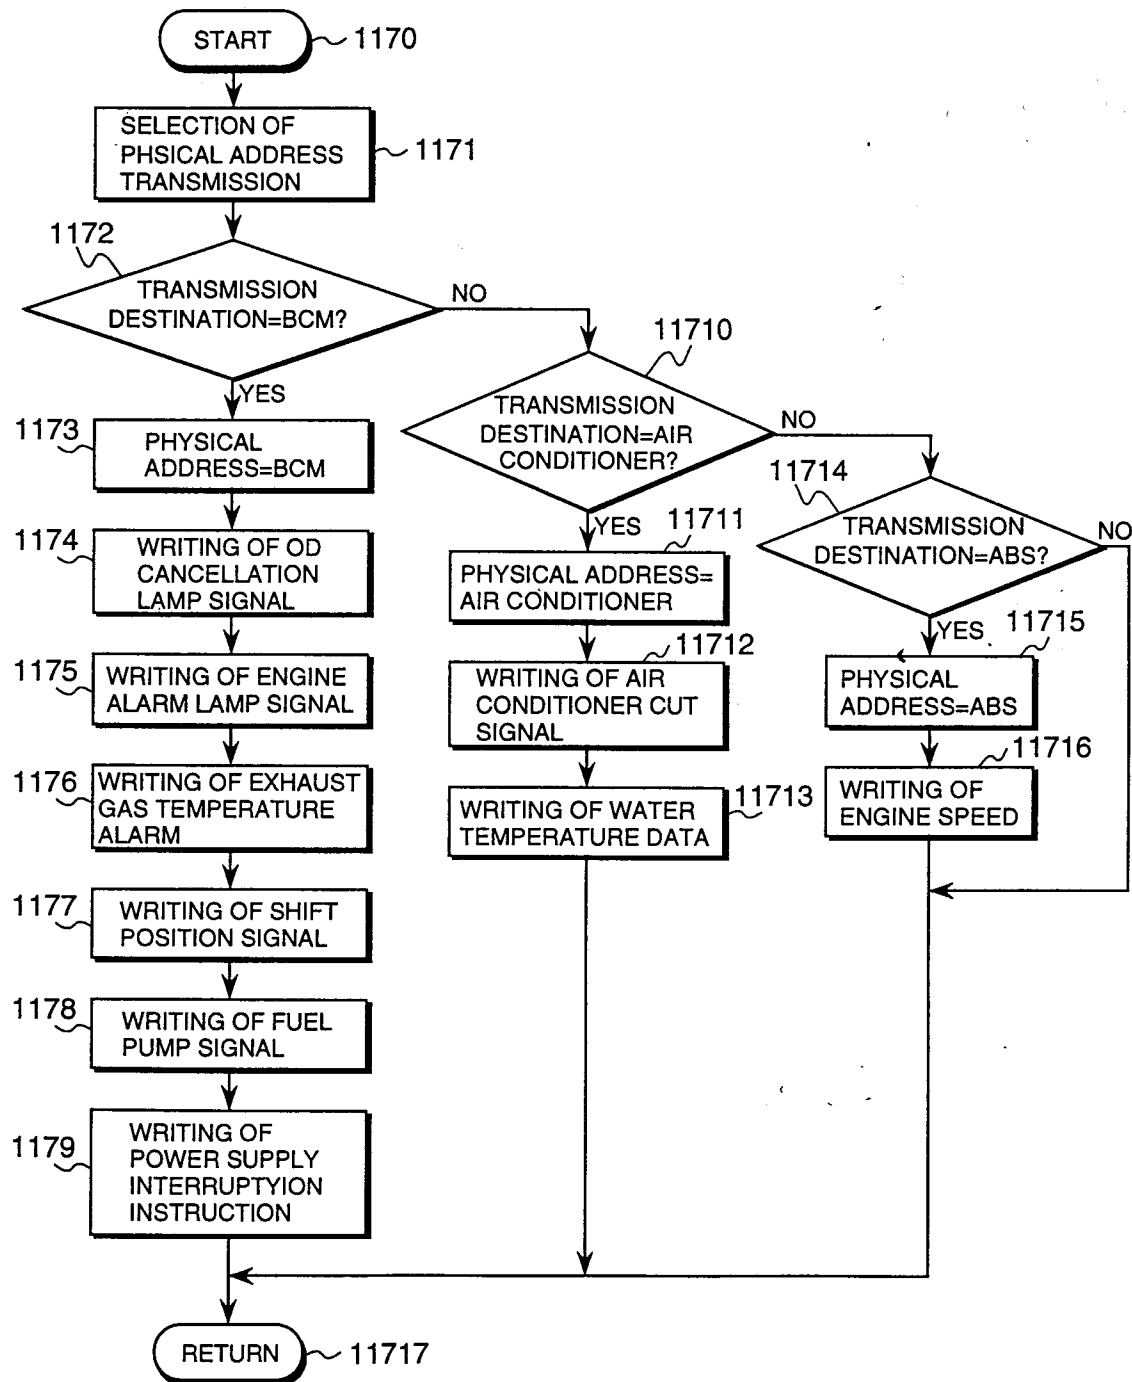 START
1170
SELECTION OF
PHSICAL ADDRESS
TRANSMISSION
1171
1172
TRANSMISSION
DESTINATION=BCM?
NO
YES
1173
PHYSICAL
ADDRESS=BCM
1174
WRITING OF OD
CANCELLATION
LAMP SIGNAL
1175
WRITING OF ENGINE
ALARM LAMP SIGNAL
1176
WRITING OF EXHAUST
GAS TEMPERATURE
ALARM
1177
WRITING OF SHIFT
POSITION SIGNAL
1178
WRITING OF FUEL
PUMP SIGNAL
1179
WRITING OF
POWER SUPPLY
INTERRUPTYION
INSTRUCTION
11710
TRANSMISSION
DESTINATION=AIR
CONDITIONER?
NO
YES
11711
PHYSICAL ADDRESS=
AIR CONDITIONER
11712
WRITING OF AIR
CONDITIONER CUT
SIGNAL
11713
WRITING OF WATER
TEMPERATURE DATA
11714
TRANSMISSION
DESTINATION=ABS?
NO
YES
11715
PHYSICAL
ADDRESS=ABS
11716
WRITING OF
ENGINE SPEED
RETURN
11717